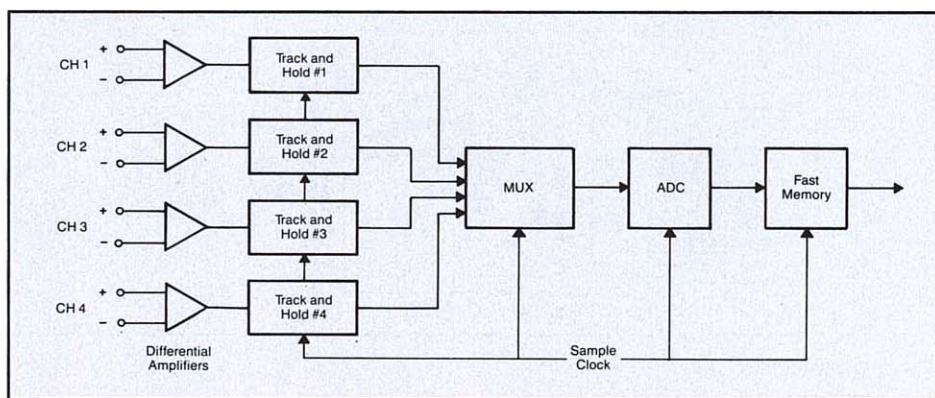 +
CH 1
−
Track and
Hold #1
+
CH 2
−
Track and
Hold #2
+
CH 3
−
Track and
Hold #3
+
CH 4
−
Track and
Hold #4
MUX
ADC
Fast
Memory
Differential
Amplifiers
Sample
Clock